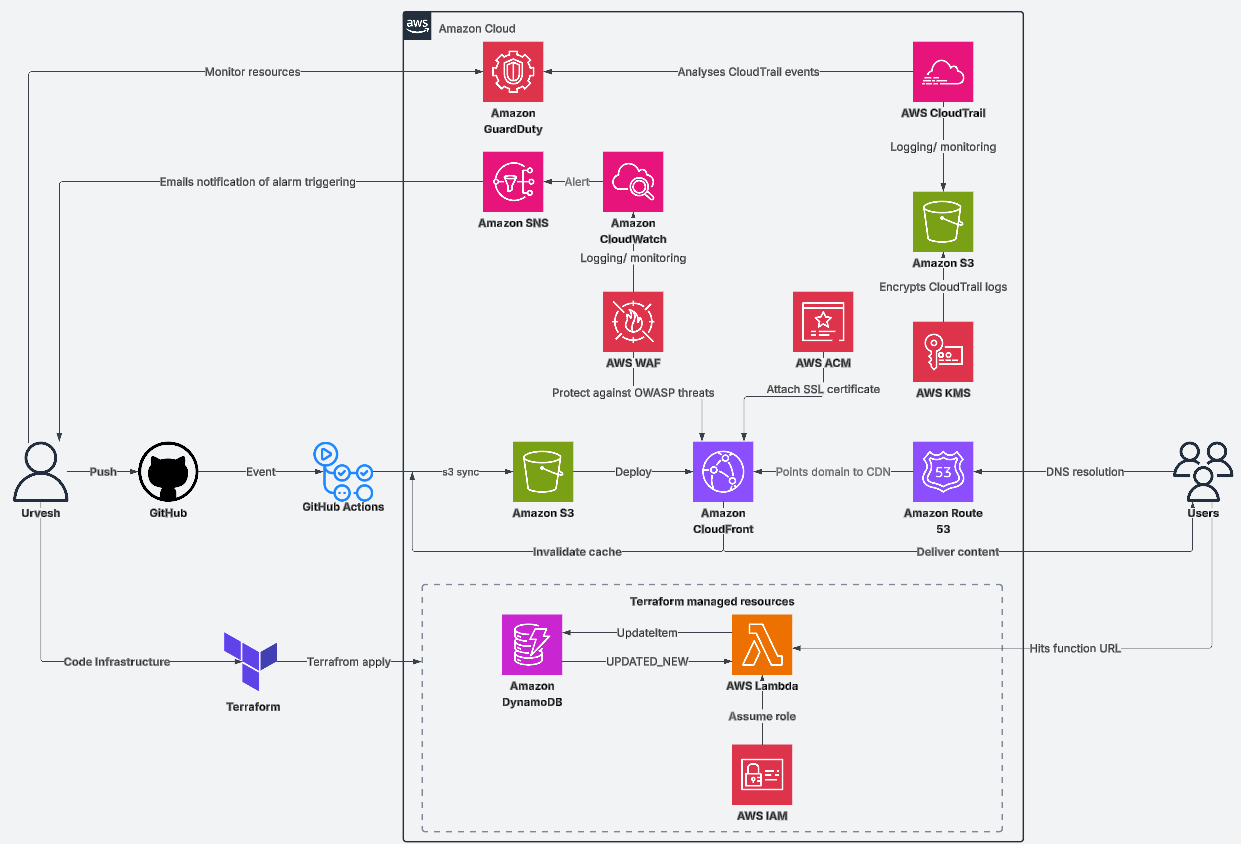 aws
Amazon Cloud
Monitor resources
Analyses CloudTrail events
Amazon
GuardDuty
AWS CloudTrail
Logging/ monitoring
Emails notification of alarm triggering
Alert
Amazon SNS
Amazon
CloudWatch
Logging/ monitoring
Amazon S3
Encrypts CloudTrail logs
AWS WAF
AWS ACM
AWS KMS
Protect against OWASP threats
Attach SSL certificate
Push
Event
s3 sync
Deploy
Points domain to CDN
53
DNS resolution
Urvesh
GitHub
GitHub Actions
Amazon S3
Amazon
CloudFront
Amazon Route
53
Users
Invalidate cache
Deliver content
Terraform managed resources
UpdateItem
UPDATED_NEW
Hits function URL
Code Infrastructure
Terrafrom apply
Terraform
Amazon
DynamoDB
AWS Lambda
Assume role
AWS IAM